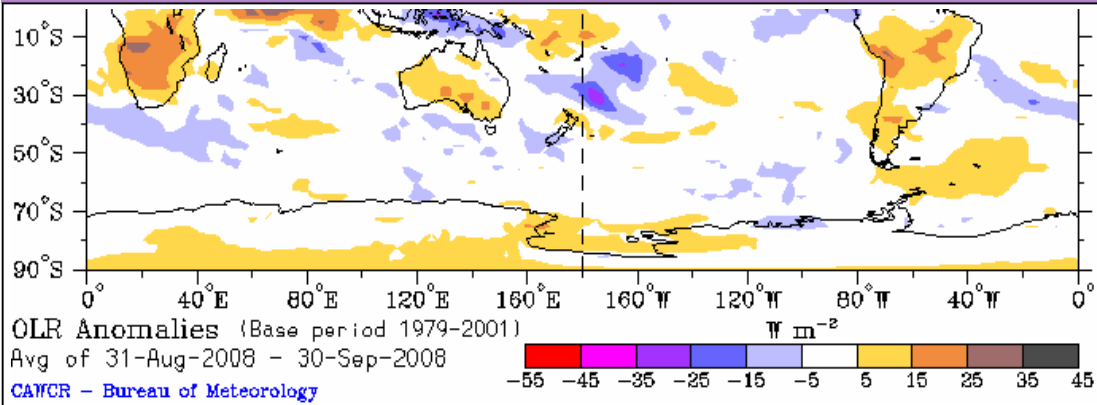 10°S
30°S
50°S
70°S
90°S
0° 40°E 80°E 120°E 160°E 160°W 120°W 80°W 40°W 0°
OLR Anomalies (Base period 1979-2001)
W m⁻²
Avg of 31-Aug-2008 - 30-Sep-2008
-55 -45 -35 -25 -15 -5 5 15 25 35 45
CAWCR - Bureau of Meteorology